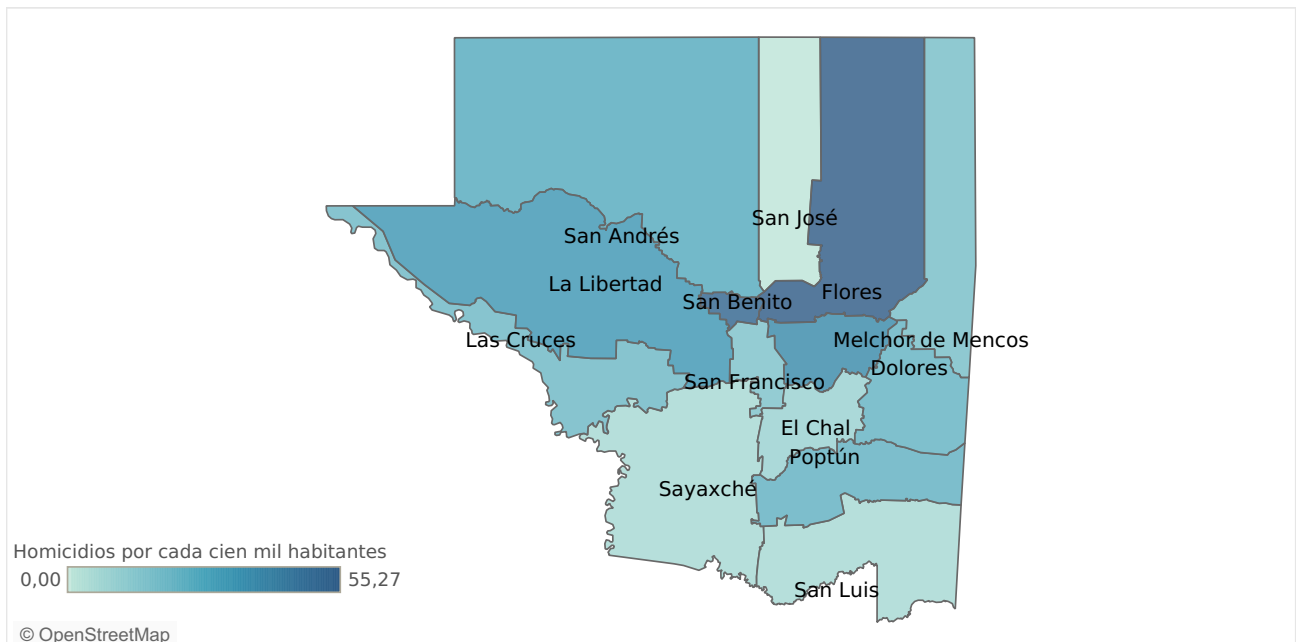 San José
San Andrés
La Libertad
Flores
San Benito
Las Cruces
Melchor de Mencos
Dolores
San Francisco
El Chal
Poptún
Sayaxché
Homicidios por cada cien mil habitantes
0,00 55,27
San Luis
© OpenStreetMap